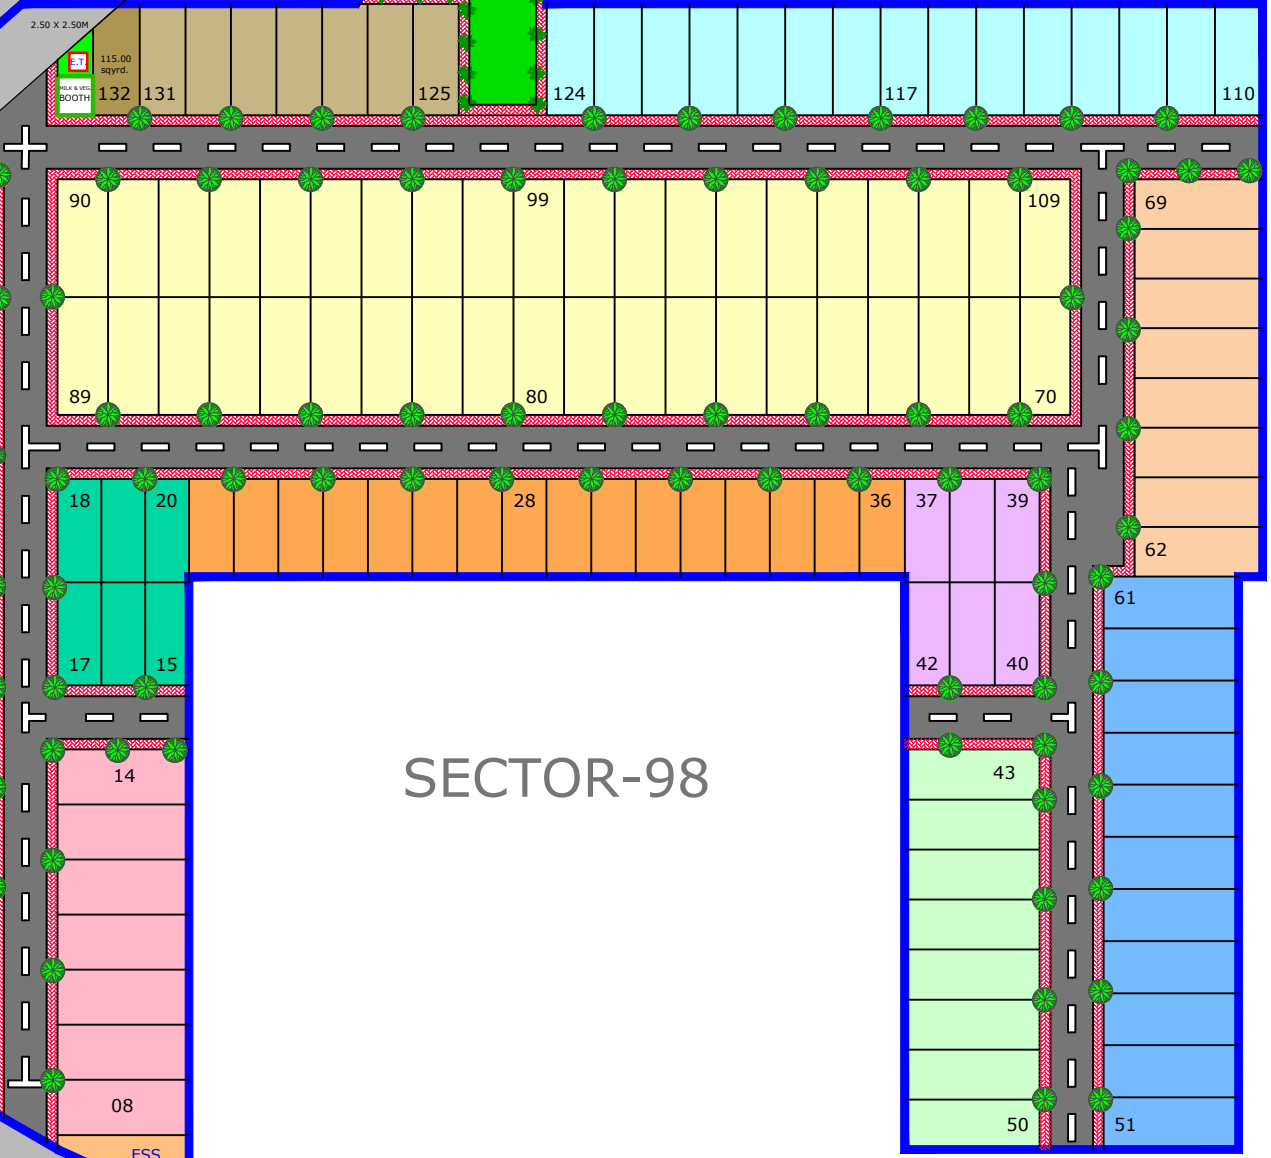 2.50 X 2.50M
E.T.
115.00
sqyrd.
MILK & VEG.
BOOTH
132 131 125 124 117 110
90 99 109 69
89 80 70
18 20 28 36 37 39
62
61
17 15 42 40
14 SECTOR-98 43
08
50 51
ESS